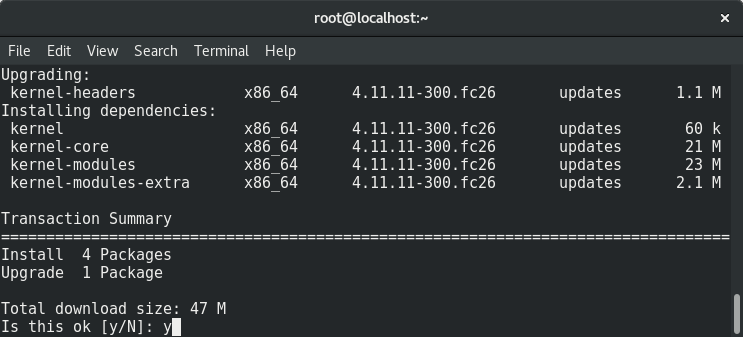 root@localhost:~
File Edit View Search Terminal Help
Upgrading:
 kernel-headers            x86_64      4.11.11-300.fc26       updates      1.1 M
Installing dependencies:
 kernel                    x86_64      4.11.11-300.fc26       updates       60 k
 kernel-core               x86_64      4.11.11-300.fc26       updates       21 M
 kernel-modules            x86_64      4.11.11-300.fc26       updates       23 M
 kernel-modules-extra      x86_64      4.11.11-300.fc26       updates      2.1 M
Transaction Summary
================================================================================
Install  4 Packages
Upgrade  1 Package
Total download size: 47 M
Is this ok [y/N]: y